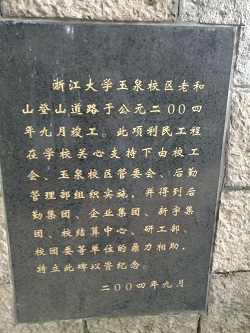 浙江大学玉泉校区老和
山登山道路于公元二00四
年九月竣工。此项利民工程
在学校关心支持下由校工
会、玉泉校区管委会、后勤
管理部组织实施，并得到后
勤集团、企业集团、新宇集
团、校结算中心、研工部、
校团委等单位的鼎力相助，
特立此碑以资纪念。
二00四年九月